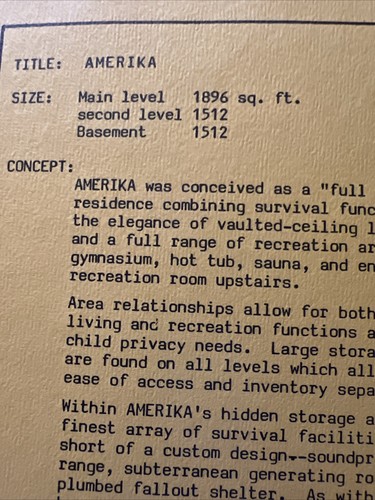 TITLE: AMERIKA
SIZE: Main level 1896 sq. ft.
second level 1512
Basement 1512
CONCEPT:
AMERIKA was conceived as a "full
residence combining survival func
the elegance of vaulted-ceiling l
and a full range of recreation ar
gymnasium, hot tub, sauna, and en
recreation room upstairs.
Area relationships allow for both
living and recreation functions a
child privacy needs. Large stora
are found on all levels which all
ease of access and inventory sepa
Within AMERIKA's hidden storage a
finest array of survival faciliti
short of a custom design--soundpr
range, subterranean generating ro
plumbed fallout shelter. As with